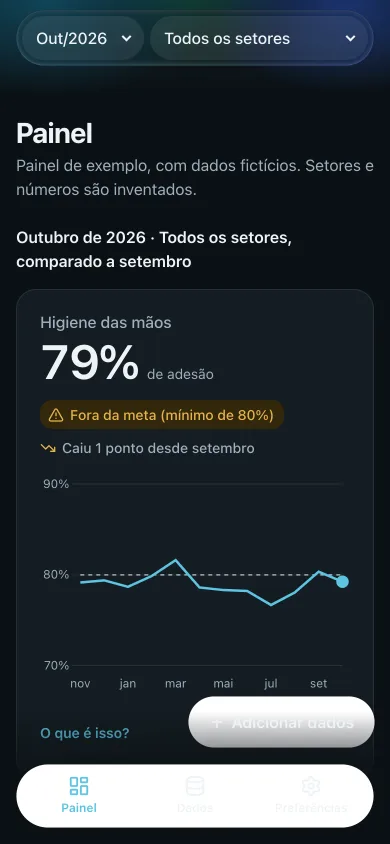 Out/2026
Todos os setores
Painel
Painel de exemplo, com dados fictícios. Setores e
números são inventados.
Outubro de 2026 · Todos os setores,
comparado a setembro
Higiene das mãos
79% de adesão
Fora da meta (mínimo de 80%)
Caiu 1 ponto desde setembro
90%
80%
70%
nov jan mar mai jul set
+ Adicionar dados
O que é isso?
Painel Dados Preferências